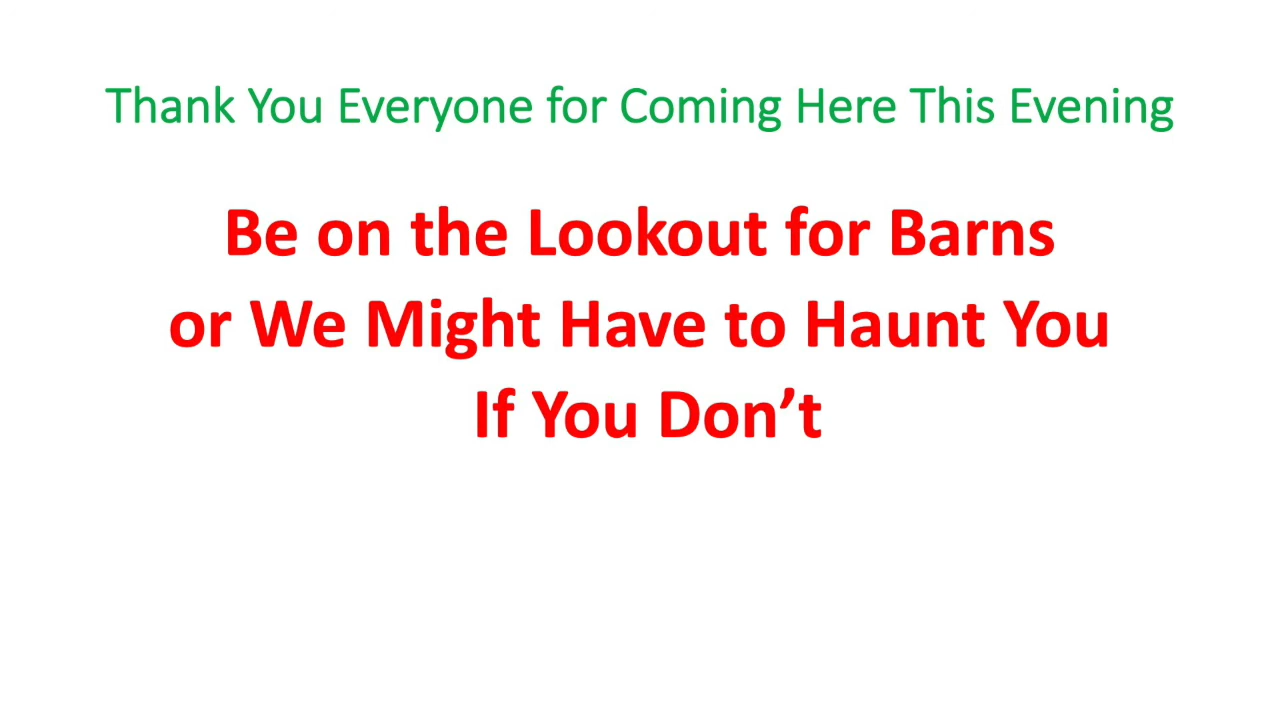 Thank You Everyone for Coming Here This Evening
Be on the Lookout for Barns
or We Might Have to Haunt You
If You Don’t